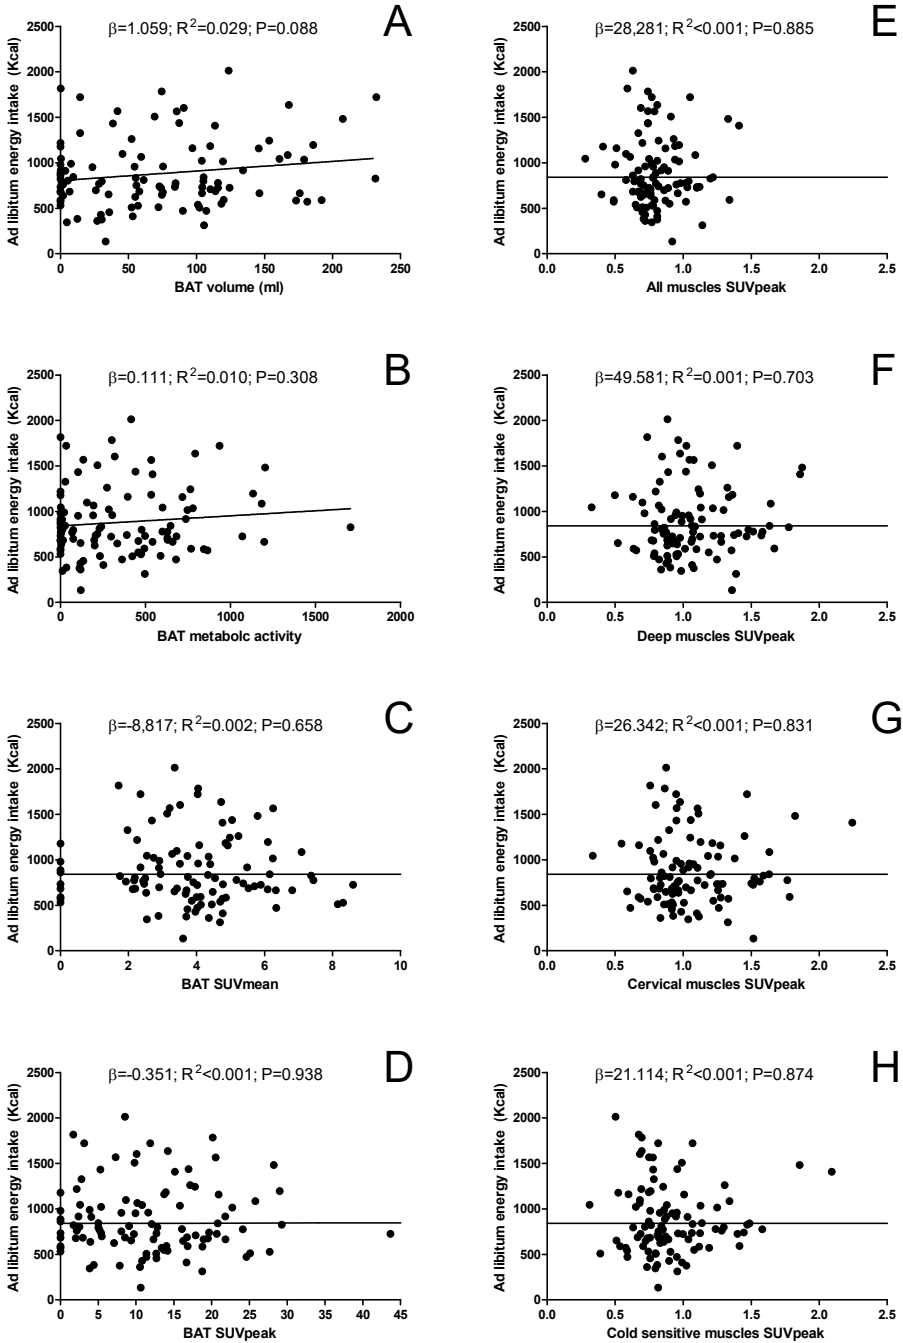 A
β=1.059; R2=0.029; P=0.088
Ad libitum energy intake (Kcal)
2500
2000
1500
1000
500
0
0 50 100 150 200 250
BAT volume (ml)
E
β=28,281; R2<0.001; P=0.885
Ad libitum energy intake (Kcal)
2500
2000
1500
1000
500
0
0.0 0.5 1.0 1.5 2.0 2.5
All muscles SUVpeak
B
β=0.111; R2=0.010; P=0.308
Ad libitum energy intake (Kcal)
2500
2000
1500
1000
500
0
0 500 1000 1500 2000
BAT metabolc activity
F
β=49.581; R2=0.001; P=0.703
Ad libitum energy intake (Kcal)
2500
2000
1500
1000
500
0
0.0 0.5 1.0 1.5 2.0 2.5
Deep muscles SUVpeak
C
β=-8,817; R2=0.002; P=0.658
Ad libitum energy intake (Kcal)
2500
2000
1500
1000
500
0
0 2 4 6 8 10
BAT SUVmean
G
β=26.342; R2<0.001; P=0.831
Ad libitum energy intake (Kcal)
2500
2000
1500
1000
500
0
0.0 0.5 1.0 1.5 2.0 2.5
Cervical muscles SUVpeak
D
β=-0.351; R2<0.001; P=0.938
Ad libitum energy intake (Kcal)
2500
2000
1500
1000
500
0
0 5 10 15 20 25 30 35 40 45
BAT SUVpeak
H
β=21.114; R2<0.001; P=0.874
Ad libitum energy intake (Kcal)
2500
2000
1500
1000
500
0
0.0 0.5 1.0 1.5 2.0 2.5
Cold sensitive muscles SUVpeak